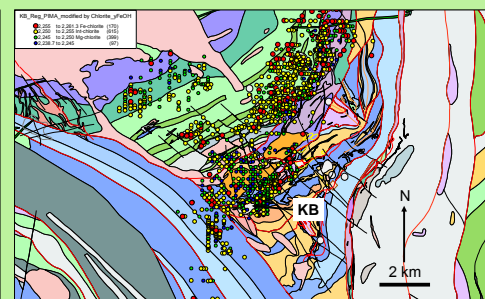 KB_Reg_PIMA_modified by Chlorite_yFeOH
2.255 to 2.261.3 Fe-chlorite (170)
2.250 to 2.255 Int-chlorite (615)
2.245 to 2.250 Mg-chlorite (399)
2.238.7 to 2.245 (97)
KB
N
2 km